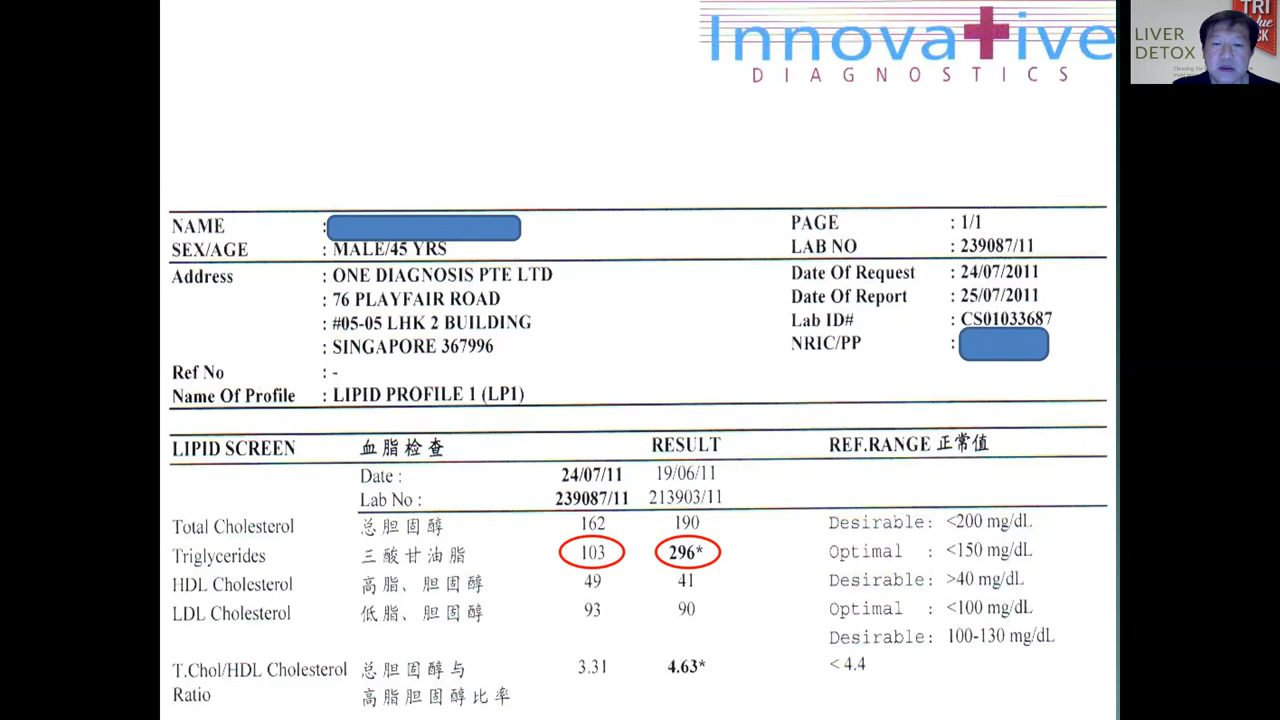 Innovative
DIAGNOSTICS
TRI
LIVER
DETOX
NAME :
SEX/AGE : MALE/45 YRS
Address : ONE DIAGNOSIS PTE LTD
: 76 PLAYFAIR ROAD
: #05-05 LHK 2 BUILDING
: SINGAPORE 367996
Ref No : -
Name Of Profile : LIPID PROFILE 1 (LP1)
PAGE : 1/1
LAB NO : 239087/11
Date Of Request : 24/07/2011
Date Of Report : 25/07/2011
Lab ID# : CS01033687
NRIC/PP :
LIPID SCREEN 血脂检查 RESULT REF.RANGE 正常值
Date : 24/07/11 19/06/11
Lab No : 239087/11 213903/11
Total Cholesterol 总胆固醇 162 190 Desirable: <200 mg/dL
Triglycerides 三酸甘油脂 103 296* Optimal : <150 mg/dL
HDL Cholesterol 高脂、胆固醇 49 41 Desirable: >40 mg/dL
LDL Cholesterol 低脂、胆固醇 93 90 Optimal : <100 mg/dL
Desirable: 100-130 mg/dL
T.Chol/HDL Cholesterol 总胆固醇与 3.31 4.63* < 4.4
Ratio 高脂胆固醇比率